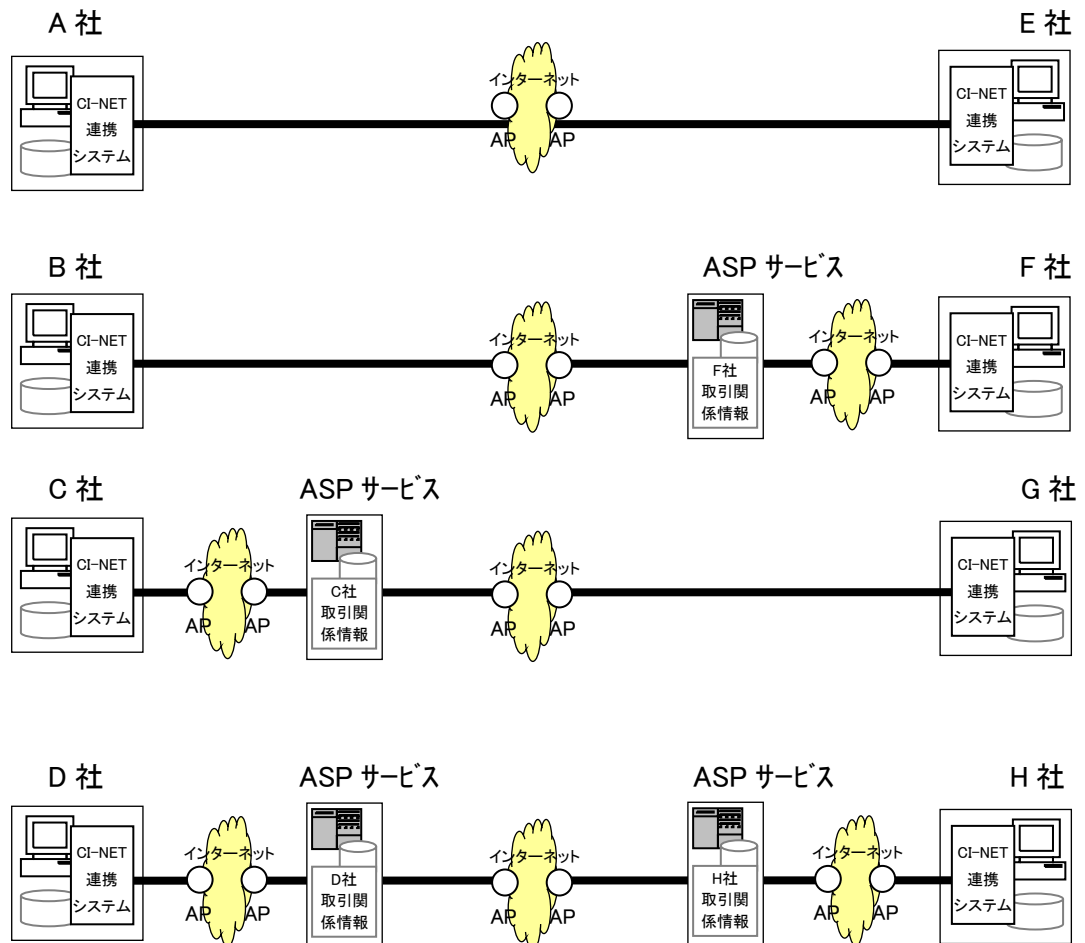 A 社
E 社
CI-NET
連携
システム
インターネット
AP AP
CI-NET
連携
システム
B 社
ASP サービス
F 社
CI-NET
連携
システム
インターネット
AP AP
F社
取引関
係情報
インターネット
AP AP
CI-NET
連携
システム
C 社
ASP サービス
G 社
CI-NET
連携
システム
インターネット
AP AP
C社
取引関
係情報
インターネット
AP AP
CI-NET
連携
システム
D 社
ASP サービス
ASP サービス
H 社
CI-NET
連携
システム
インターネット
AP AP
D社
取引関
係情報
インターネット
AP AP
H社
取引関
係情報
インターネット
AP AP
CI-NET
連携
システム